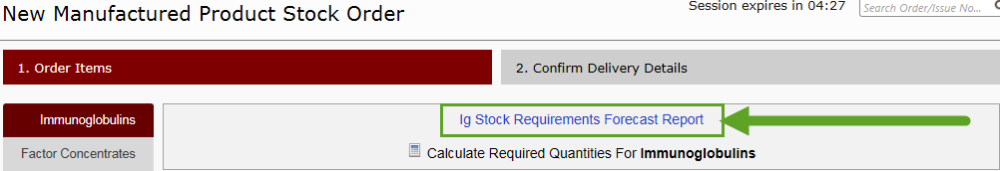 New Manufactured Product Stock Order
Session expires in 04:27
Search Order/Issue No...
1. Order Items
2. Confirm Delivery Details
Immunoglobulins
Factor Concentrates
Ig Stock Requirements Forecast Report
Calculate Required Quantities For Immunoglobulins